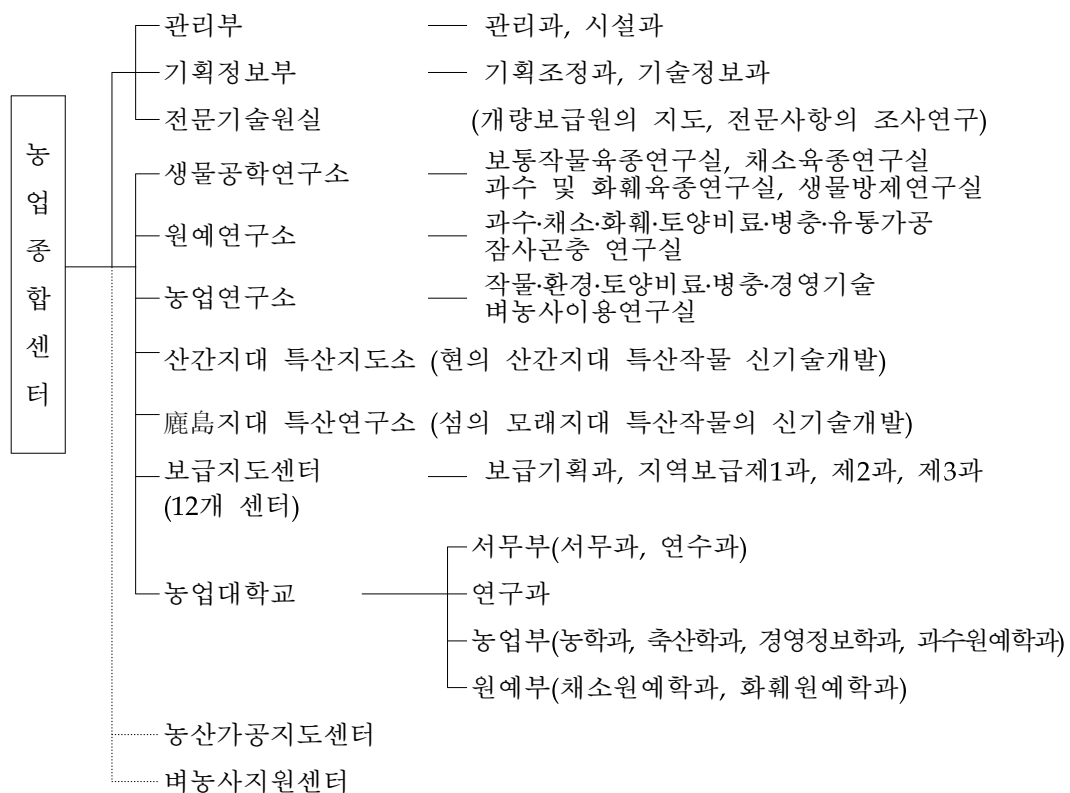 농업종합센터
관리부 관리과, 시설과
기획정보부 기획조정과, 기술정보과
전문기술원실 (개량보급원의 지도, 전문사항의 조사연구)
생물공학연구소 보통작물육종연구실, 채소육종연구실
과수 및 화훼육종연구실, 생물방제연구실
원예연구소 과수·채소·화훼·토양비료·병충·유통가공
잠사곤충 연구실
농업연구소 작물·환경·토양비료·병충·경영기술
벼농사이용연구실
산간지대 특산지도소 (현의 산간지대 특산작물 신기술개발)
鹿島지대 특산연구소 (섬의 모래지대 특산작물의 신기술개발)
보급지도센터 보급기획과, 지역보급제1과, 제2과, 제3과
(12개 센터)
농업대학교
서무부(서무과, 연수과)
연구과
농업부(농학과, 축산학과, 경영정보학과, 과수원예학과)
원예부(채소원예학과, 화훼원예학과)
농산가공지도센터
벼농사지원센터